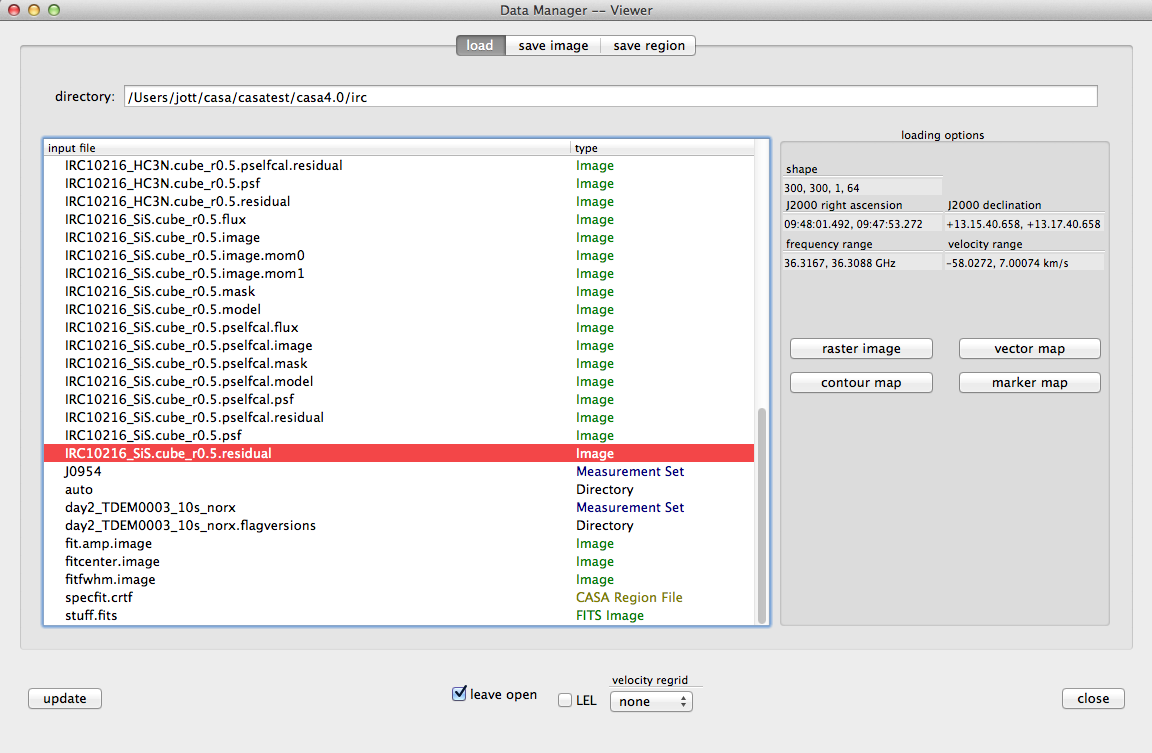 Data Manager -- Viewer
load save image save region
directory: /Users/jott/casa/casatest/casa4.0/irc
input file type
IRC10216_HC3N.cube_r0.5.pselfcal.residual Image
IRC10216_HC3N.cube_r0.5.psf Image
IRC10216_HC3N.cube_r0.5.residual Image
IRC10216_SiS.cube_r0.5.flux Image
IRC10216_SiS.cube_r0.5.image Image
IRC10216_SiS.cube_r0.5.image.mom0 Image
IRC10216_SiS.cube_r0.5.image.mom1 Image
IRC10216_SiS.cube_r0.5.mask Image
IRC10216_SiS.cube_r0.5.model Image
IRC10216_SiS.cube_r0.5.pselfcal.flux Image
IRC10216_SiS.cube_r0.5.pselfcal.image Image
IRC10216_SiS.cube_r0.5.pselfcal.mask Image
IRC10216_SiS.cube_r0.5.pselfcal.model Image
IRC10216_SiS.cube_r0.5.pselfcal.psf Image
IRC10216_SiS.cube_r0.5.pselfcal.residual Image
IRC10216_SiS.cube_r0.5.psf Image
IRC10216_SiS.cube_r0.5.residual Image
J0954 Measurement Set
auto Directory
day2_TDEM0003_10s_norx Measurement Set
day2_TDEM0003_10s_norx.flagversions Directory
fit.amp.image Image
fitcenter.image Image
fitfwhm.image Image
specfit.crtf CASA Region File
stuff.fits FITS Image
loading options
shape
300, 300, 1, 64
J2000 right ascension J2000 declination
09:48:01.492, 09:47:53.272 +13.15.40.658, +13.17.40.658
frequency range velocity range
36.3167, 36.3088 GHz -58.0272, 7.00074 km/s
raster image vector map
contour map marker map
update leave open LEL velocity regrid none close